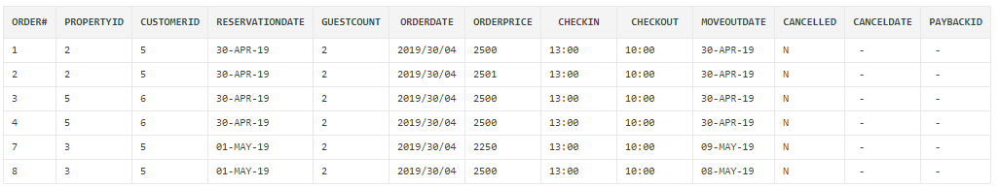 ORDER# PROPERTYID CUSTOMERID RESERVATIONDATE GUESTCOUNT ORDERDATE ORDERPRICE CHECKIN CHECKOUT MOVEOUTDATE CANCELLED CANCELDATE PAYBACKID
1 2 5 30-APR-19 2 2019/30/04 2500 13:00 10:00 30-APR-19 N - -
2 2 5 30-APR-19 2 2019/30/04 2501 13:00 10:00 30-APR-19 N - -
3 5 6 30-APR-19 2 2019/30/04 2500 13:00 10:00 30-APR-19 N - -
4 5 6 30-APR-19 2 2019/30/04 2500 13:00 10:00 30-APR-19 N - -
7 3 5 01-MAY-19 2 2019/30/04 2250 13:00 10:00 09-MAY-19 N - -
8 3 5 01-MAY-19 2 2019/30/04 2500 13:00 10:00 08-MAY-19 N - -